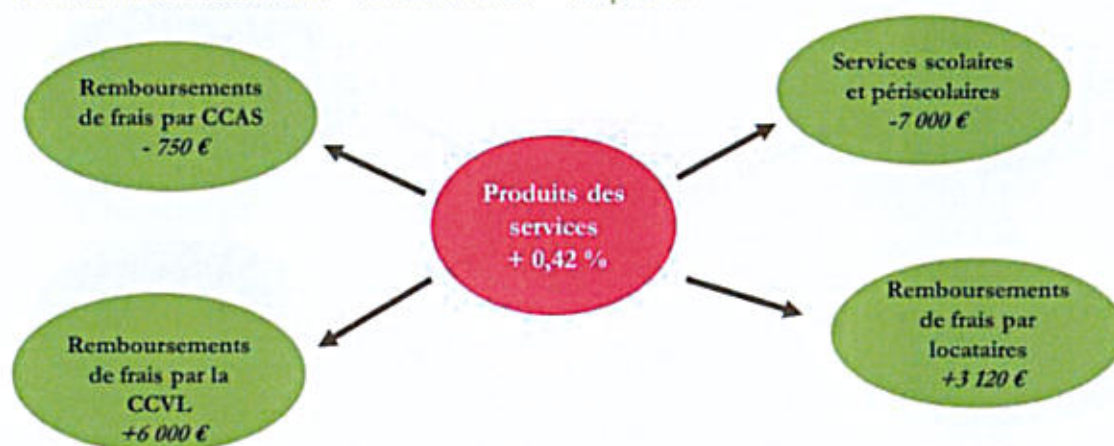 Remboursements
de frais par CCAS
- 750 €
Services scolaires
et périscolaires
-7 000 €
Produits des
services
+ 0,42 %
Remboursements
de frais par la
CCVL
+6 000 €
Remboursements
de frais par
locataires
+3 120 €